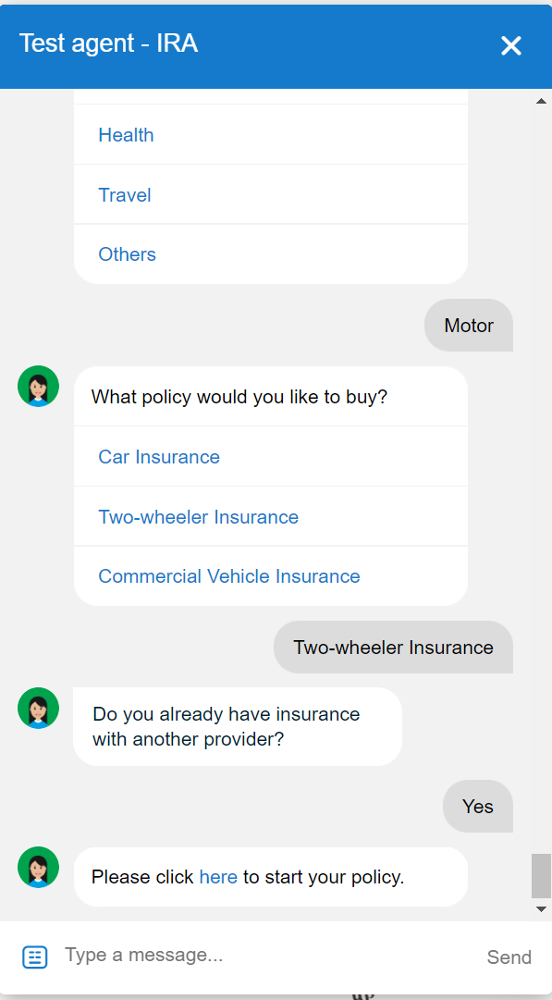 Test agent - IRA
Health
Travel
Others
Motor
What policy would you like to buy?
Car Insurance
Two-wheeler Insurance
Commercial Vehicle Insurance
Two-wheeler Insurance
Do you already have insurance
with another provider?
Yes
Please click here to start your policy.
Type a message...
Send